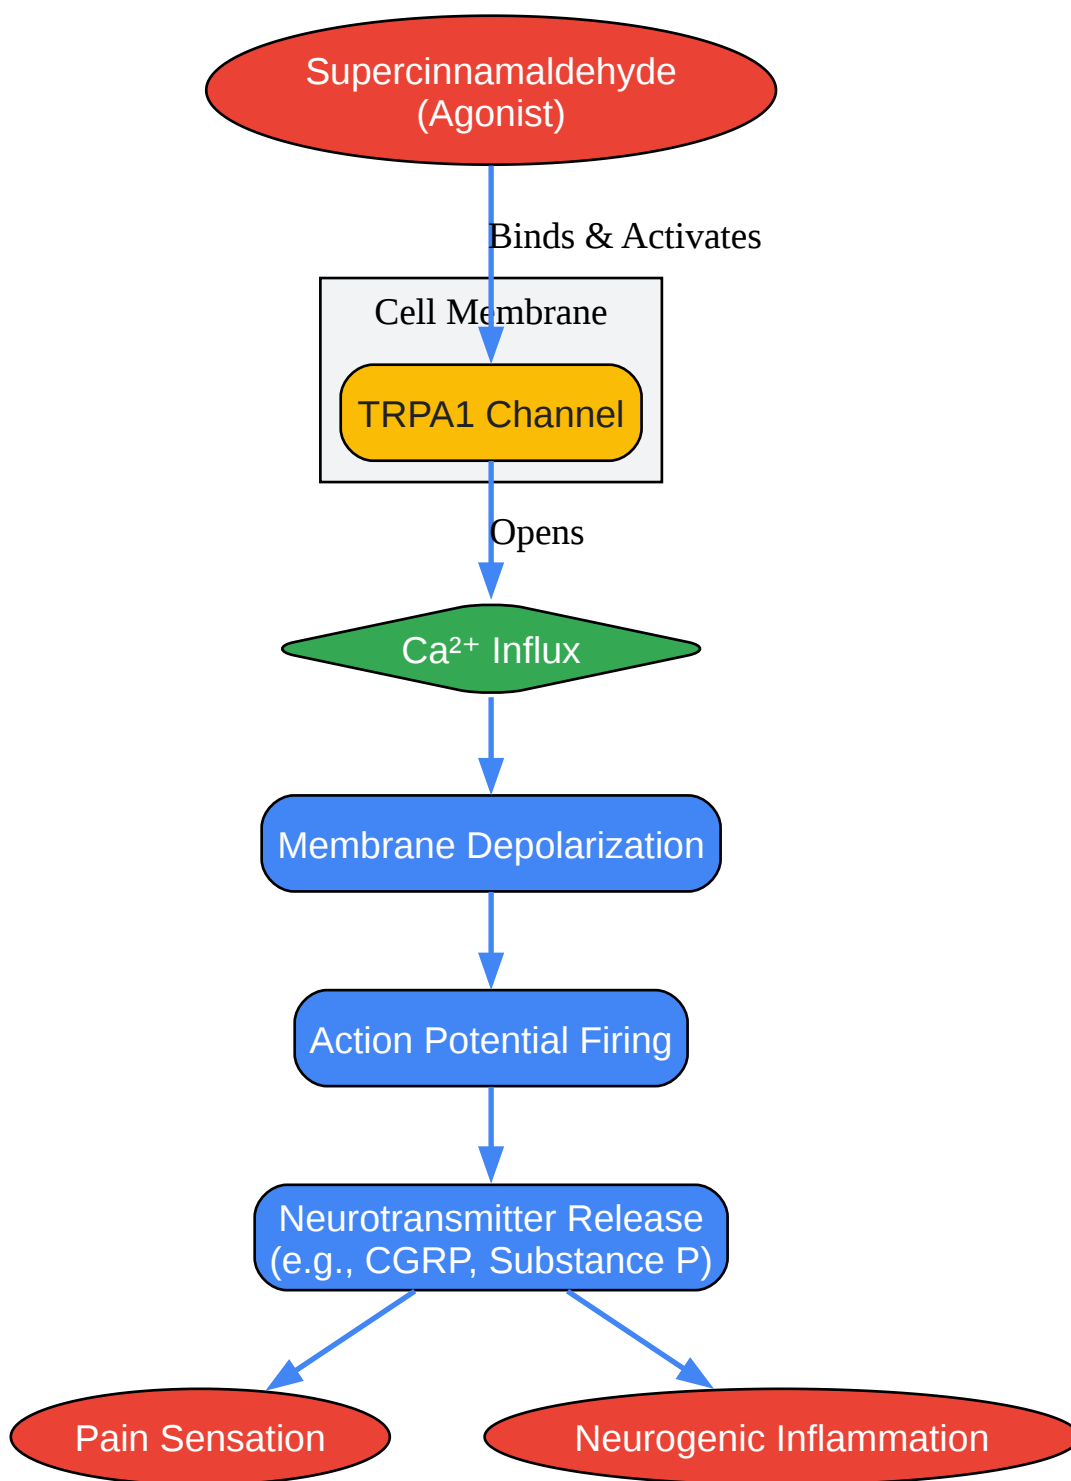 Supercinnamaldehyde
(Agonist)
Binds & Activates
Cell Membrane
TRPA1 Channel
Opens
Ca²⁺ Influx
Membrane Depolarization
Action Potential Firing
Neurotransmitter Release
(e.g., CGRP, Substance P)
Pain Sensation
Neurogenic Inflammation